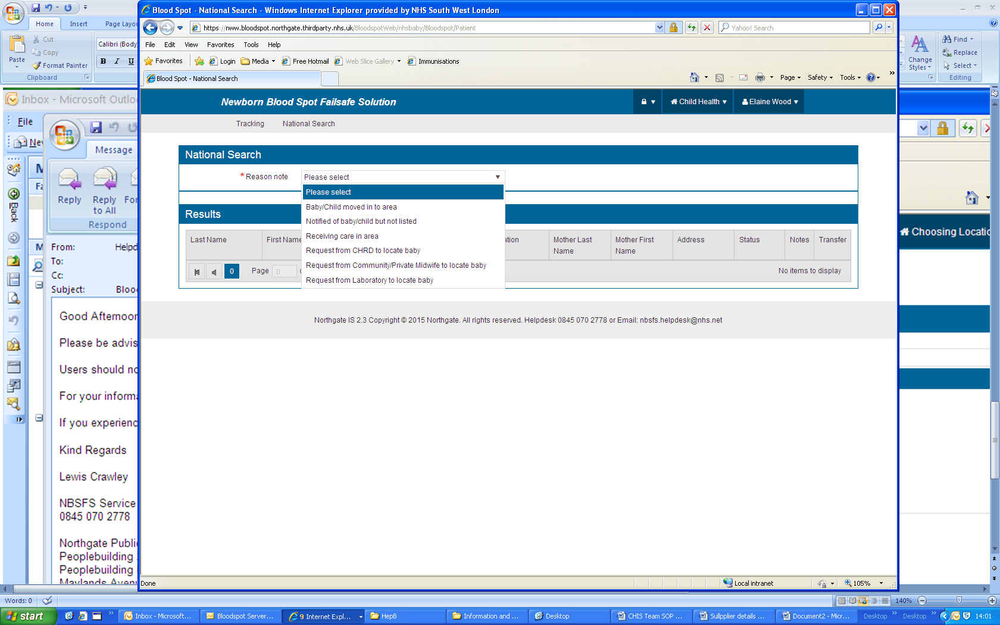 Home Insert Page Layou
Cut
Copy
Format Painter
Paste
Clipboard
Calibri (Body
B I U
Find
Replace
Select
Change
Styles
Editing
Inbox - Microsoft Outlo
File
New
Back
Message
Reply
Reply
to All
For
Respond
From: Helpd
To:
Cc:
Subject: Bloo
Good Afternoon
Please be advis
Users should no
For your informa
If you experienc
Kind Regards
Lewis Crawley
NBSFS Service
0845 070 2778
Northgate Public
Peoplebuilding
Peoplebuilding
Maylands Avenu
Blood Spot - National Search - Windows Internet Explorer provided by NHS South West London
https://nww.bloodspot.northgate.thirdparty.nhs.uk/BloodspotWeb/nhsbaby/Bloodspot/Patient
Yahoo! Search
File Edit View Favorites Tools Help
Favorites Login Media Free Hotmail Web Slice Gallery Immunisations
Blood Spot - National Search
Page Safety Tools
Newborn Blood Spot Failsafe Solution
Child Health Elaine Wood
Tracking National Search
National Search
* Reason note Please select
Please select
Baby/Child moved in to area
Notified of baby/child but not listed
Receiving care in area
Request from CHRD to locate baby
Request from Community/Private Midwife to locate baby
Request from Laboratory to locate baby
Results
Last Name First Name ation Mother Last Name Mother First Name Address Status Notes Transfer
0 Page 0 No items to display
Northgate IS 2.3 Copyright © 2015 Northgate. All rights reserved. Helpdesk 0845 070 2778 or Email: nbsfs.helpdesk@nhs.net
Choosing Locatio
Done Local intranet 105%
Words: 0 140%
start Inbox - Microsoft... Bloodspot Server... 9 Internet Expl... HepB Information and ... Desktop CHIS Team SOP ... Sullpplier details ... Document2 - Micr... Desktop Desktop 14:01